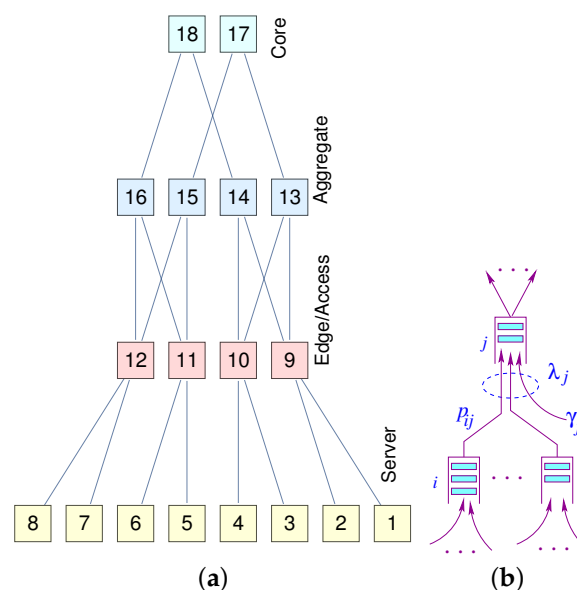 18 17 Core
16 15 14 13 Aggregate
12 11 10 9 Edge/Access
8 7 6 5 4 3 2 1 Server
(a)
. . .
j
λj
pij
γj
i . . .
. . . . . .
(b)